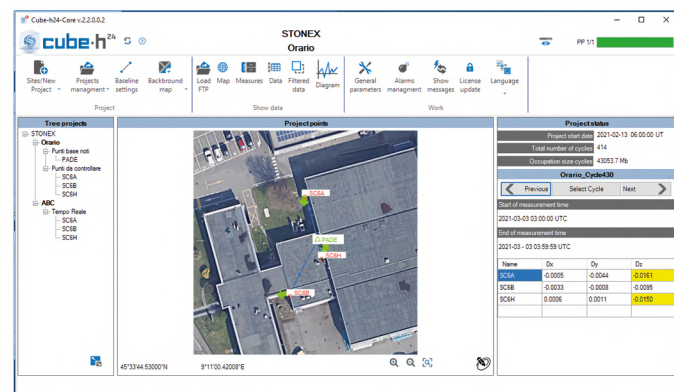 Cube-h24-Core v.2.2.0.0.2
cube·h24
STONEX
Orario
PP 1/1
Sites/New Project
Projects managment
Baseline settings
Backbround map
Load FTP
Map
Measures
Data
Filtered data
Diagram
General parameters
Alarms managment
Show messages
License update
Language
Project
Show data
Work
Tree projects
STONEX
Orario
Punti base noti
PADE
Punti da controllare
SC6A
SC6B
SC6H
ABC
Tempo Reale
SC6A
SC6B
SC6H
Project points
SC6A
PADE
SC6H
SC6B
45°33'44.53000"N
9°11'00.42008"E
Project status
Project start date 2021-02-13 06:00:00 UT
Total number of cycles 414
Occupation size cycles 43053.7 Mb
Orario_Cycle430
Previous Select Cycle Next
Start of measurement time
2021-03-03 03:00:00 UTC
End of measurement time
2021-03 - 03 03:59:59 UTC
Name Dx Dy Dz
SC6A -0.0005 -0.0044 -0.0161
SC6B -0.0033 -0.0008 -0.0095
SC6H 0.0006 0.0011 -0.0150